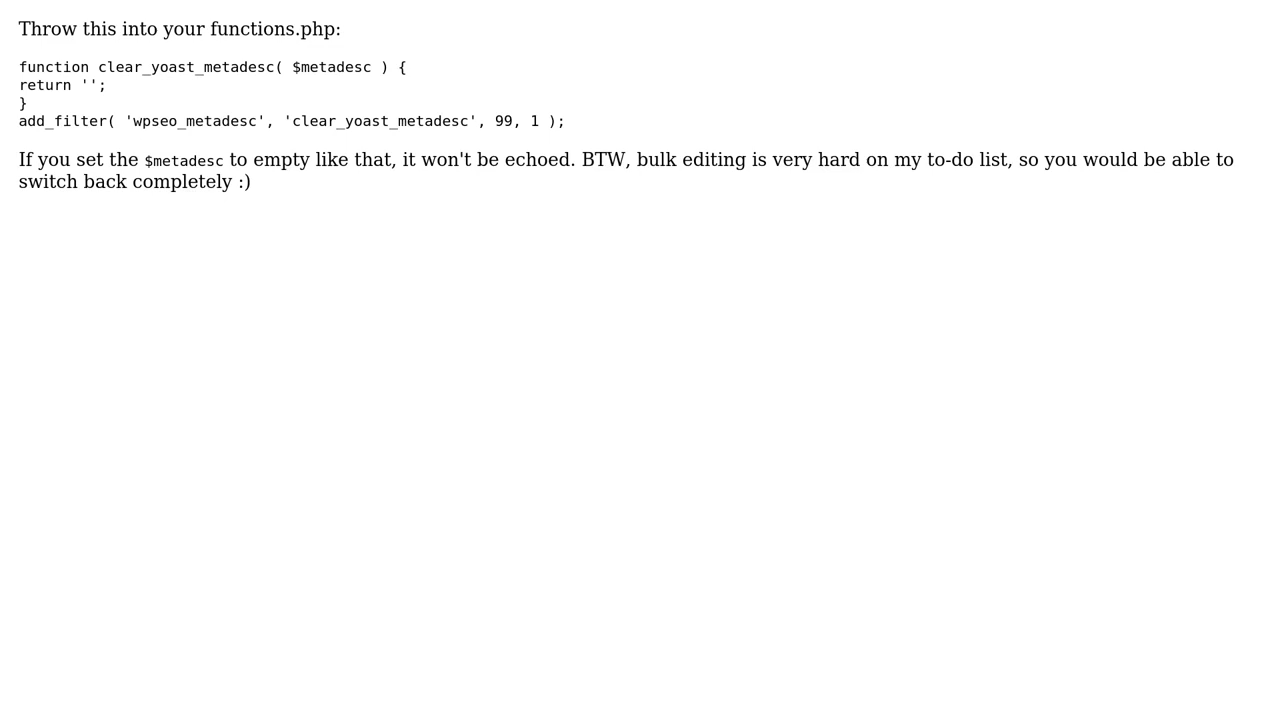 Throw this into your functions.php:
function clear_yoast_metadesc( $metadesc ) {
return '';
}
add_filter( 'wpseo_metadesc', 'clear_yoast_metadesc', 99, 1 );
If you set the $metadesc to empty like that, it won't be echoed. BTW, bulk editing is very hard on my to-do list, so you would be able to
switch back completely :)